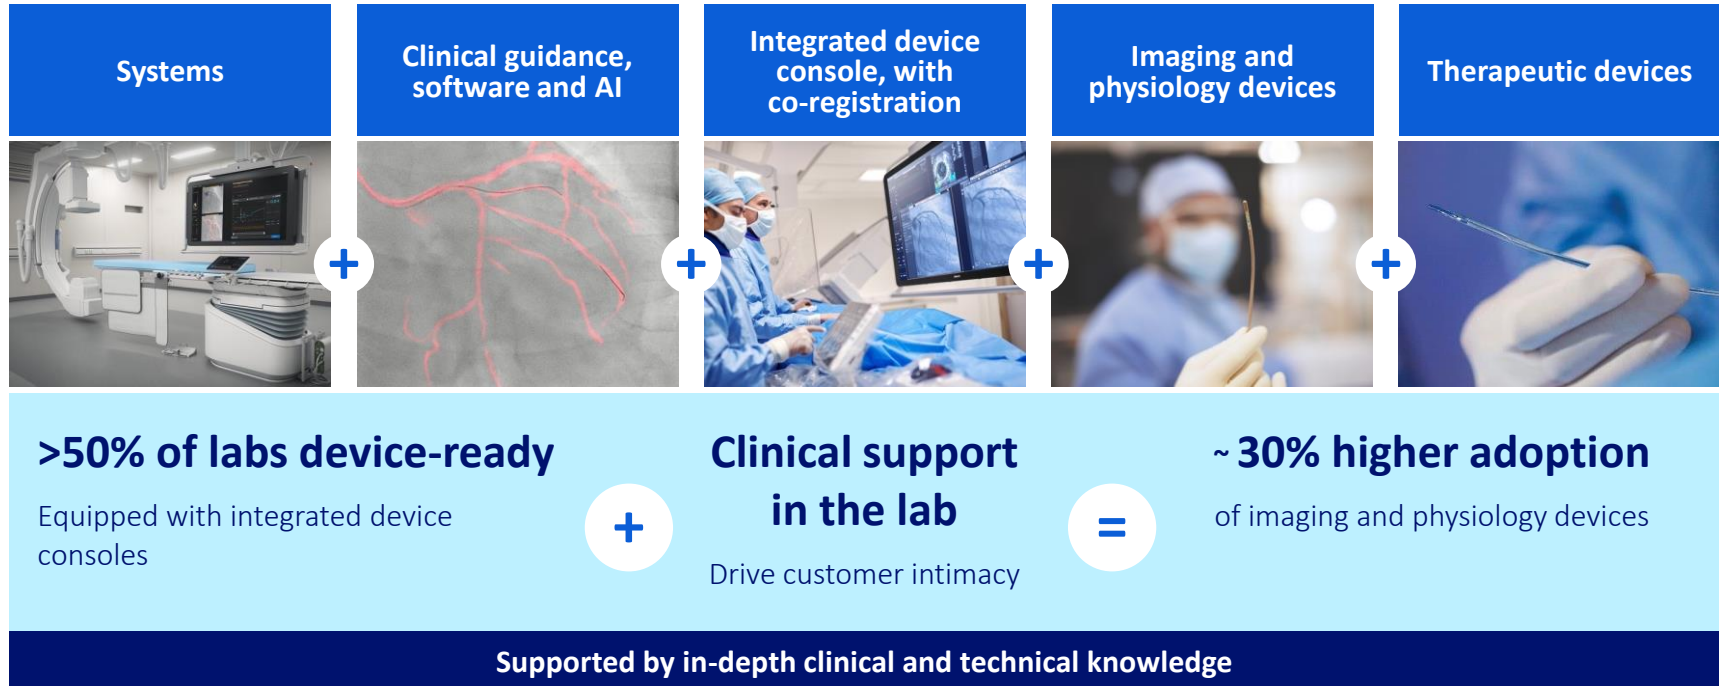 Systems
Clinical guidance,
software and AI
Integrated device
console, with
co-registration
Imaging and
physiology devices
Therapeutic devices
+
+
+
+
>50% of labs device-ready
Equipped with integrated device
consoles
+
Clinical support
in the lab
Drive customer intimacy
=
~ 30% higher adoption
of imaging and physiology devices
Supported by in-depth clinical and technical knowledge